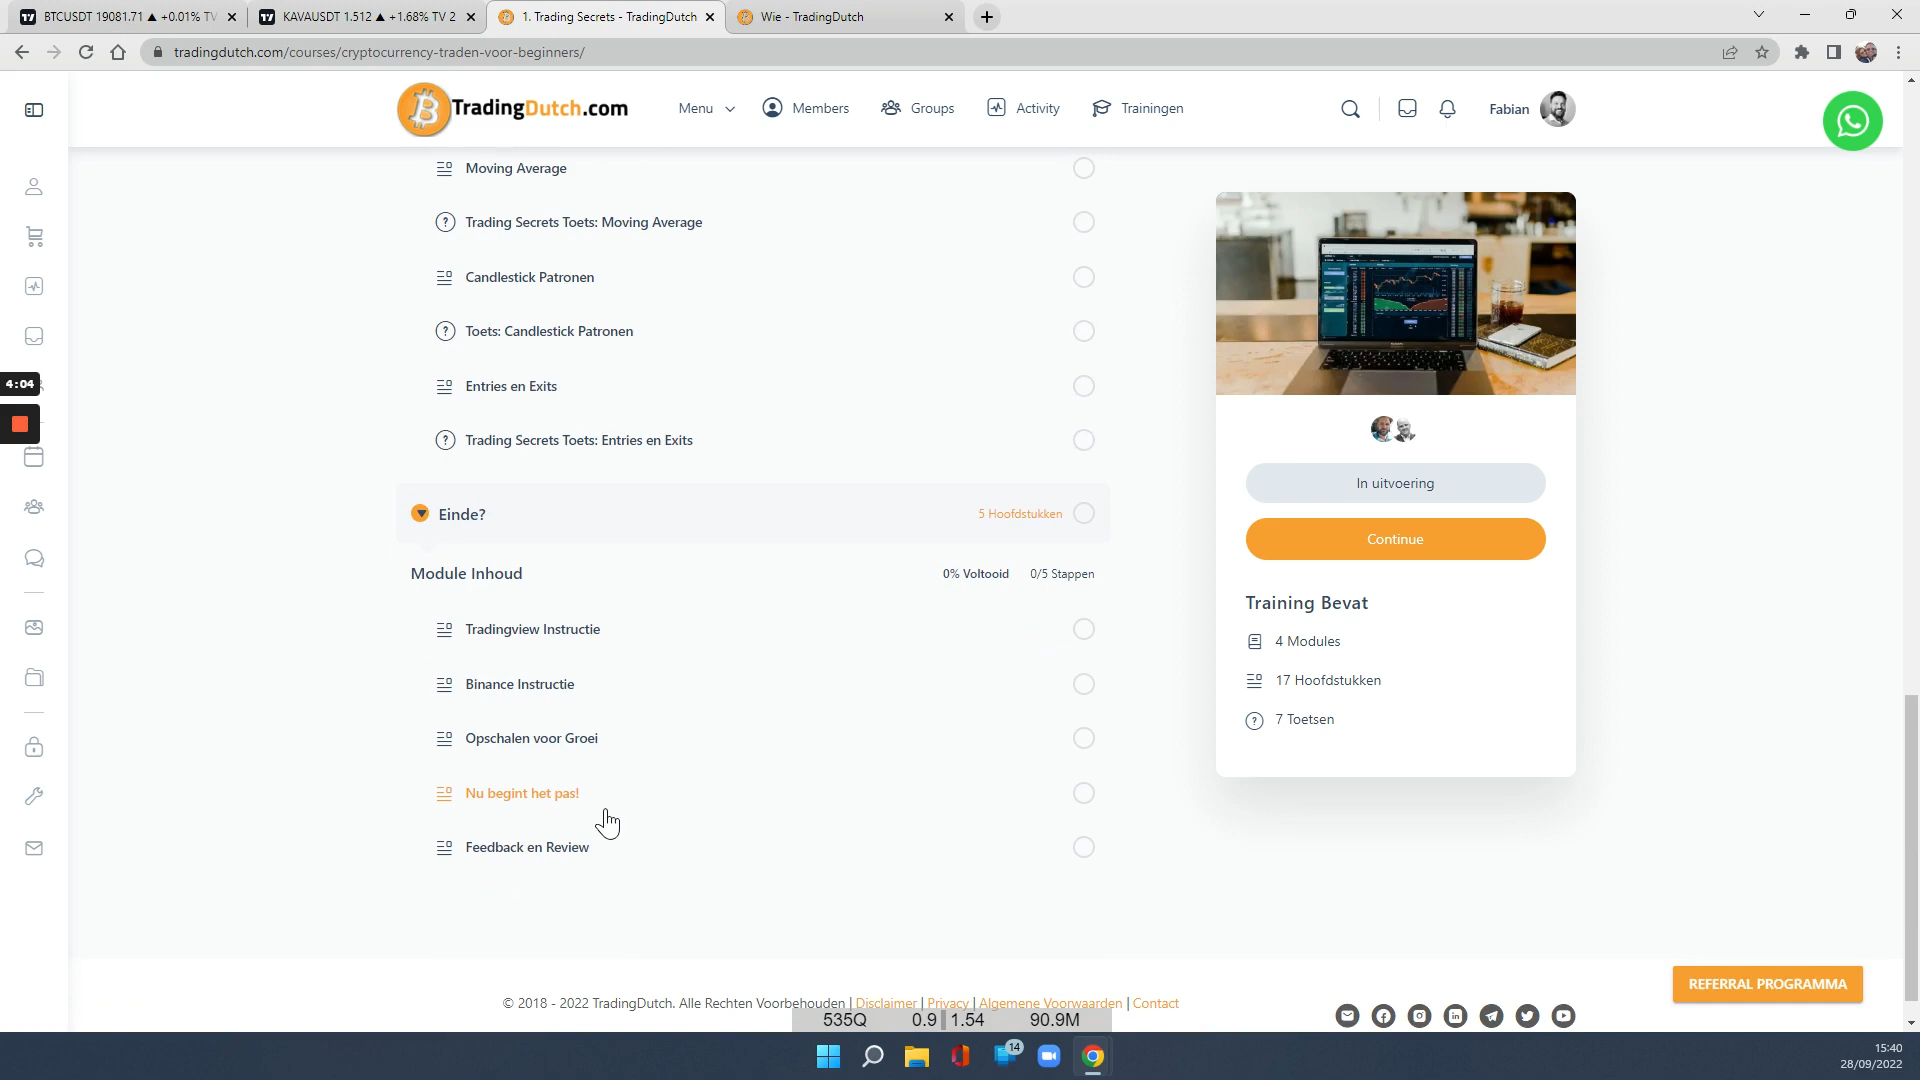 BTCUSDT 19081.71 ▲ +0.01% TV
KAVAUSDT 1.512 ▲ +1.68% TV 2
1. Trading Secrets - TradingDutch
Wie - TradingDutch
tradingdutch.com/courses/cryptocurrency-traden-voor-beginners/
TradingDutch.com
Menu
Members
Groups
Activity
Trainingen
Fabian
Moving Average
Trading Secrets Toets: Moving Average
Candlestick Patronen
Toets: Candlestick Patronen
4:04
Entries en Exits
Trading Secrets Toets: Entries en Exits
Einde?
5 Hoofdstukken
Module Inhoud
0% Voltooid
0/5 Stappen
Tradingview Instructie
Binance Instructie
Opschalen voor Groei
Nu begint het pas!
Feedback en Review
In uitvoering
Continue
Training Bevat
4 Modules
17 Hoofdstukken
7 Toetsen
REFERRAL PROGRAMMA
© 2018 - 2022 TradingDutch. Alle Rechten Voorbehouden | Disclaimer | Privacy | Algemene Voorwaarden | Contact
535Q 0.9 1.54 90.9M
14
15:40
28/09/2022